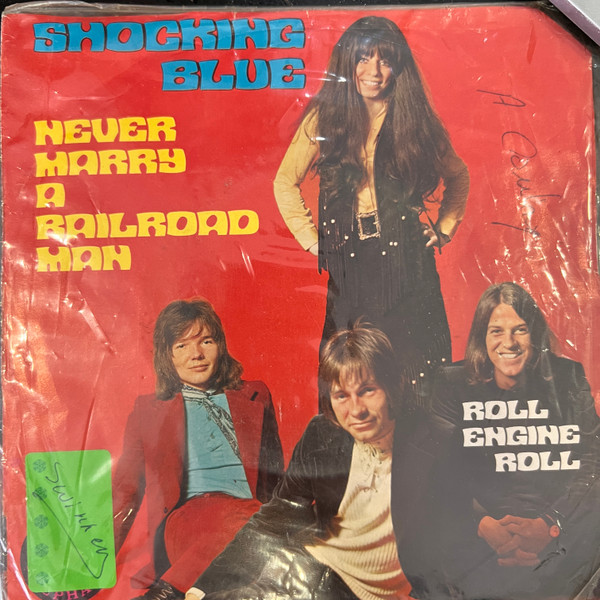 SHOCKING
BLUE
NEVER
MARRY
A
RAILROAD
MAN
ROLL
ENGINE
ROLL